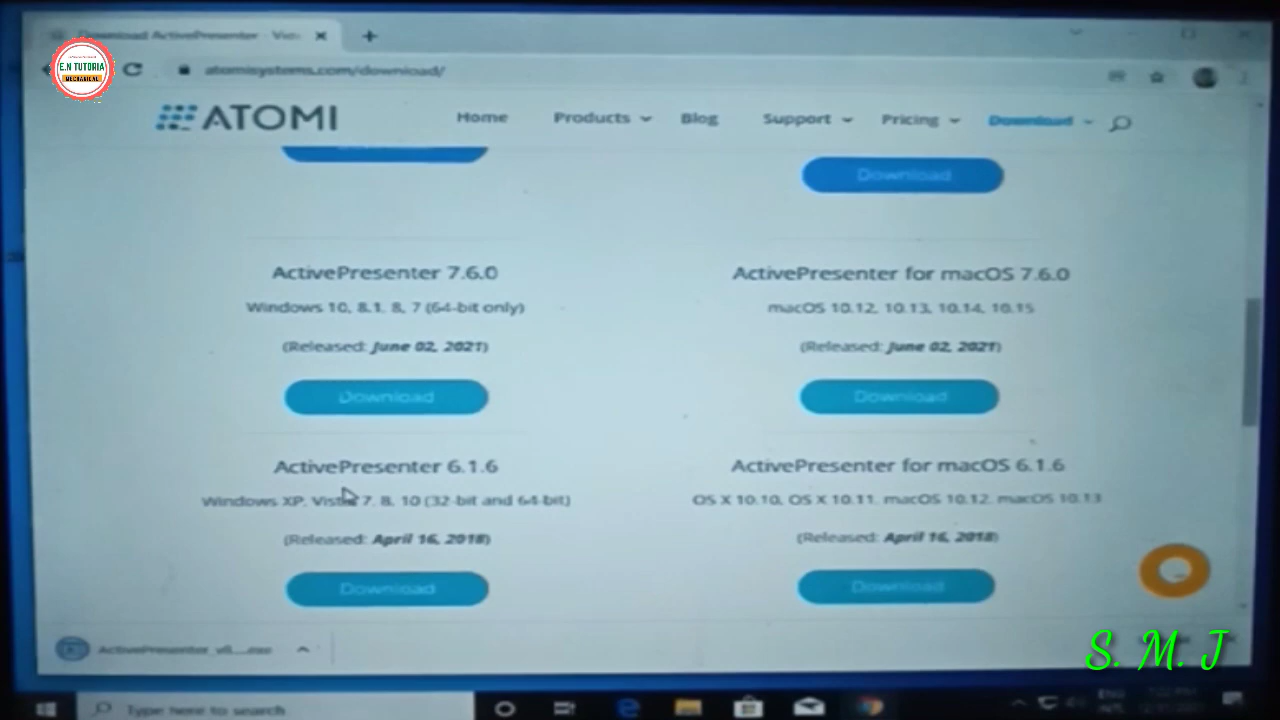 Download ActivePresenter - Vid
E.N TUTORIA
MECHANICAL
atomisystems.com/download/
ATOMI
Home
Products
Blog
Support
Pricing
Download
Download
ActivePresenter 7.6.0
ActivePresenter for macOS 7.6.0
Windows 10, 8.1, 8, 7 (64-bit only)
macOS 10.12, 10.13, 10.14, 10.15
(Released: June 02, 2021)
(Released: June 02, 2021)
Download
Download
ActivePresenter 6.1.6
ActivePresenter for macOS 6.1.6
Windows XP, Vista, 7, 8, 10 (32-bit and 64-bit)
OS X 10.10, OS X 10.11, macOS 10.12, macOS 10.13
(Released: April 16, 2018)
(Released: April 16, 2018)
Download
Download
S. M. J
Type here to search